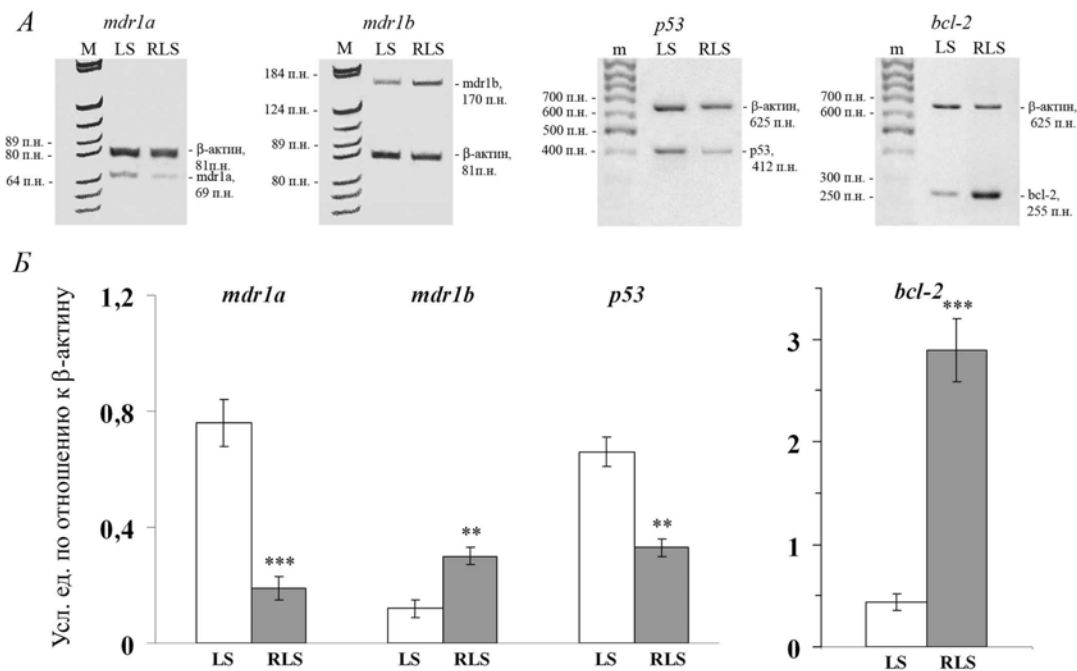 А
mdr1a
M LS RLS
89 п.н. -
80 п.н. -
64 п.н. -
- β-актин,
81п.н.
- mdr1a,
69 п.н.
mdr1b
M LS RLS
184 п.н. -
124 п.н. -
89 п.н. -
80 п.н. -
- mdr1b,
170 п.н.
- β-актин,
81п.н.
p53
m LS RLS
700 п.н. -
600 п.н. -
500 п.н. -
400 п.н. -
- β-актин,
625 п.н.
- p53,
412 п.н.
bcl-2
m LS RLS
700 п.н. -
600 п.н. -
300 п.н. -
250 п.н. -
- β-актин,
625 п.н.
- bcl-2,
255 п.н.
Б
Усл. ед. по отношению к β-актину
1,2
0,8
0,4
0
mdr1a
***
LS RLS
mdr1b
**
LS RLS
p53
**
LS RLS
3
2
1
0
bcl-2
***
LS RLS